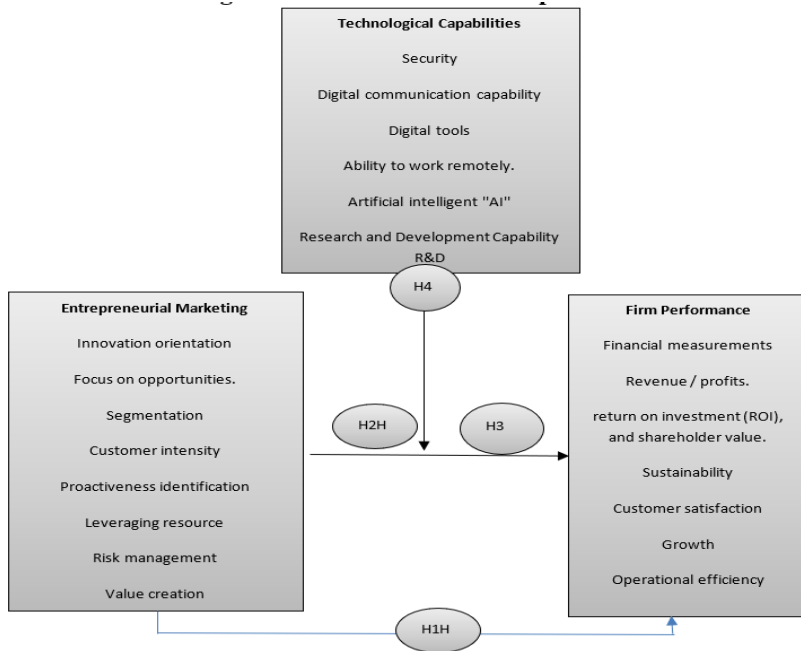 Technological Capabilities
Security
Digital communication capability
Digital tools
Ability to work remotely.
Artificial intelligent "AI"
Research and Development Capability
R&D
H4
Entrepreneurial Marketing
Innovation orientation
Focus on opportunities.
Segmentation
Customer intensity
Proactiveness identification
Leveraging resource
Risk management
Value creation
H2H
H3
Firm Performance
Financial measurements
Revenue / profits.
return on investment (ROI),
and shareholder value.
Sustainability
Customer satisfaction
Growth
Operational efficiency
H1H